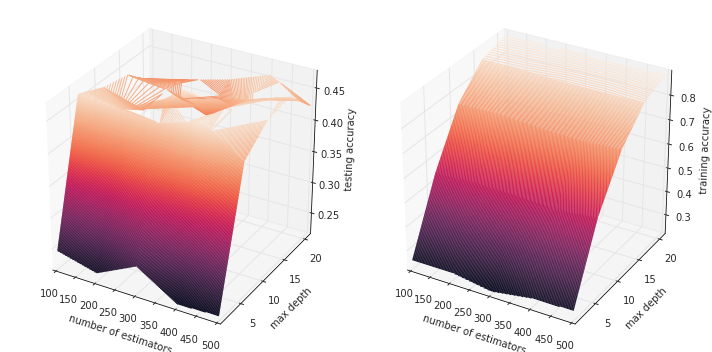 0.45
0.40
0.35
0.30
0.25
testing accuracy
20
15
10
5
max depth
100 150 200 250 300 350 400 450 500
number of estimators
0.8
0.7
0.6
0.5
0.4
0.3
training accuracy
20
15
10
5
max depth
100 150 200 250 300 350 400 450 500
number of estimators